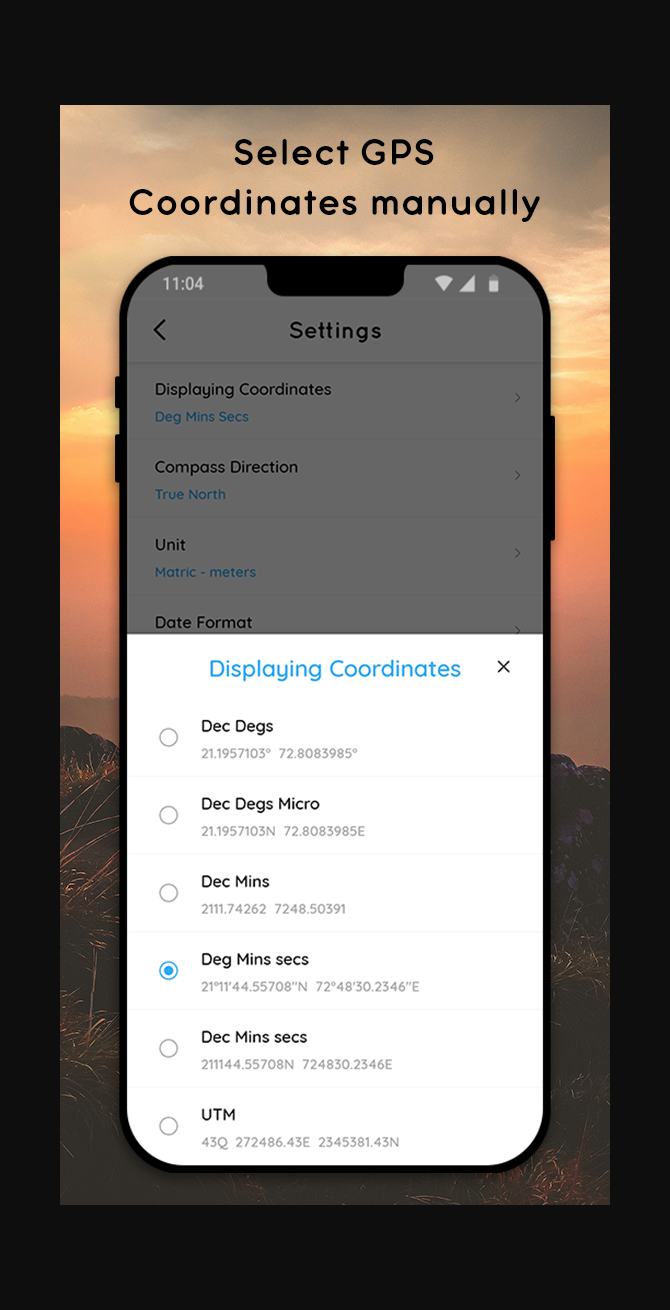 Select GPS
Coordinates manually
11:04
Settings
Displaying Coordinates
Deg Mins Secs
Compass Direction
True North
Unit
Matric - meters
Date Format
Displaying Coordinates
Dec Degs
21.1957103° 72.8083985°
Dec Degs Micro
21.1957103N 72.8083985E
Dec Mins
2111.74262 7248.50391
Deg Mins secs
21°11'44.55708"N 72°48'30.2346"E
Dec Mins secs
211144.55708N 724830.2346E
UTM
43Q 272486.43E 2345381.43N